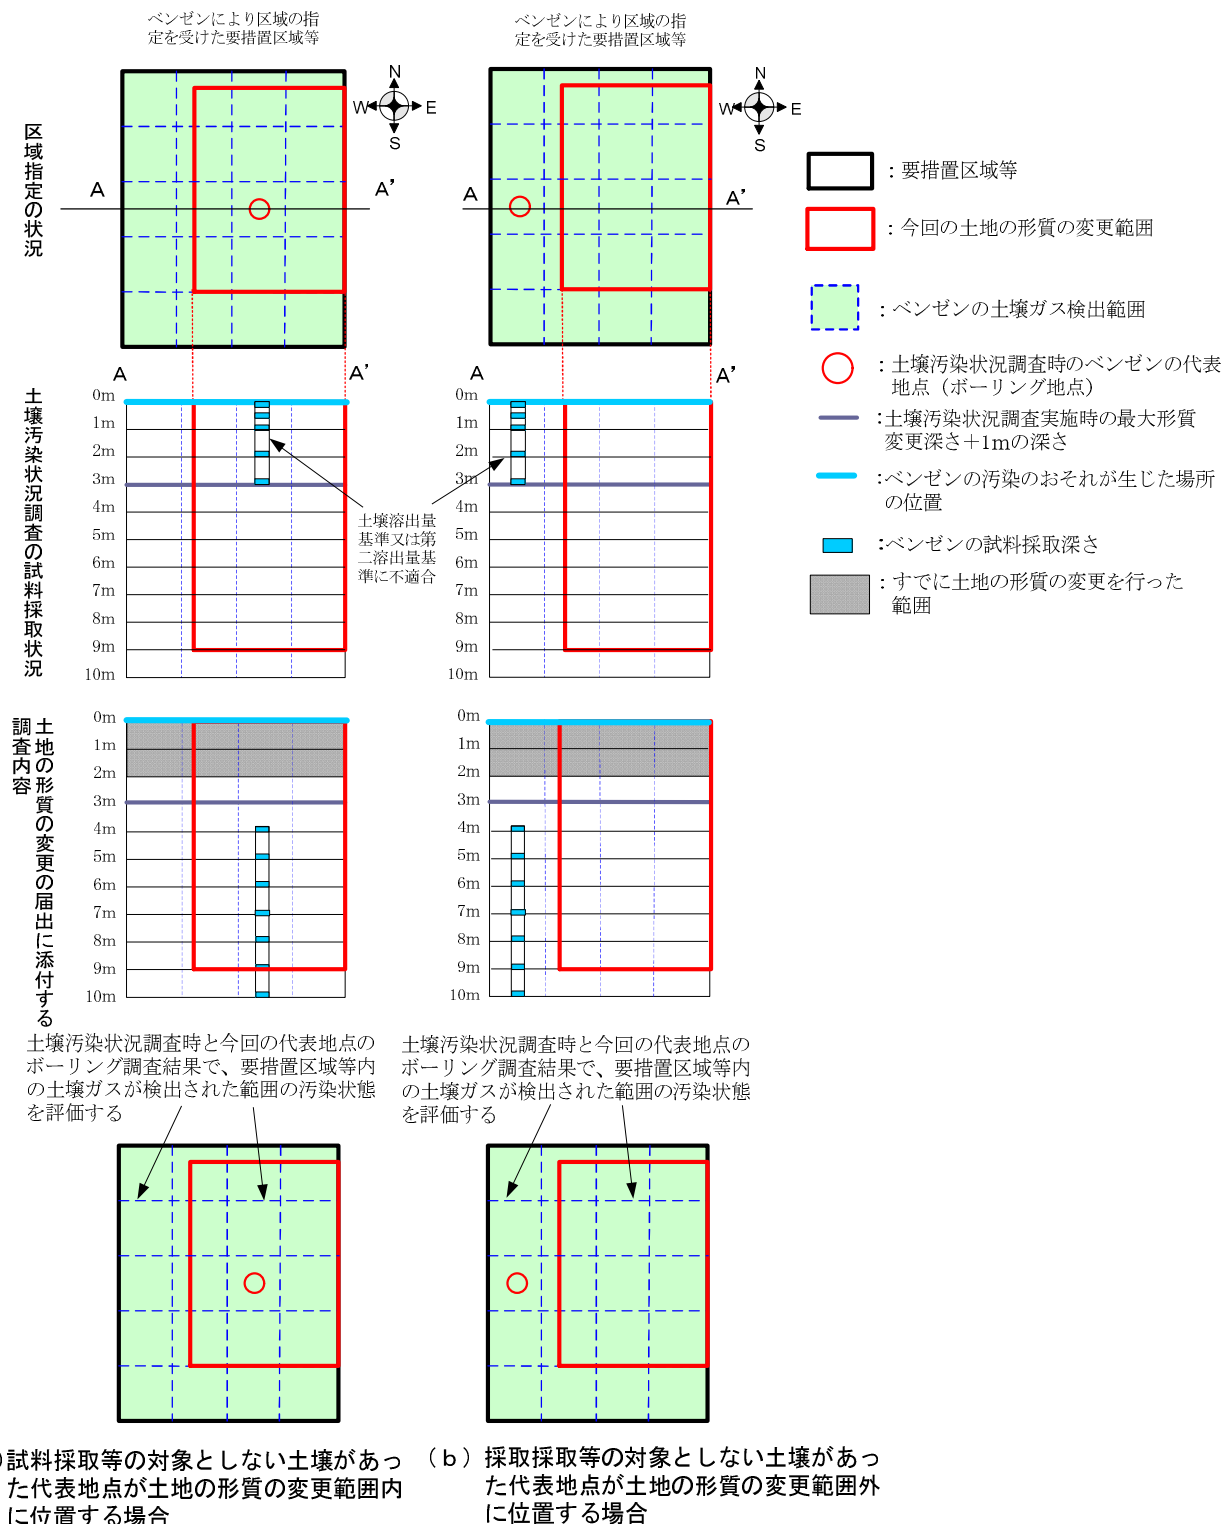 ベンゼンにより区域の指
定を受けた要措置区域等
ベンゼンにより区域の指
定を受けた要措置区域等
区域指定の状況
N
W
E
S
A
A’
N
W
E
S
A
A’
：要措置区域等
：今回の土地の形質の変更範囲
：ベンゼンの土壌ガス検出範囲
：土壌汚染状況調査時のベンゼンの代表
地点（ボーリング地点）
：土壌汚染状況調査実施時の最大形質
変更深さ＋1mの深さ
：ベンゼンの汚染のおそれが生じた場所
の位置
：ベンゼンの試料採取深さ
：すでに土地の形質の変更を行った
範囲
土壌汚染状況調査の試料採取状況
A
A’
0m
1m
2m
3m
4m
5m
6m
7m
8m
9m
10m
土壌溶出量
基準又は第
二溶出量基
準に不適合
A
A’
0m
1m
2m
3m
4m
5m
6m
7m
8m
9m
10m
土地の形質の変更の届出に添付する
調査内容
0m
1m
2m
3m
4m
5m
6m
7m
8m
9m
10m
0m
1m
2m
3m
4m
5m
6m
7m
8m
9m
10m
土壌汚染状況調査時と今回の代表地点の
ボーリング調査結果で、要措置区域等内
の土壌ガスが検出された範囲の汚染状態
を評価する
土壌汚染状況調査時と今回の代表地点の
ボーリング調査結果で、要措置区域等内
の土壌ガスが検出された範囲の汚染状態
を評価する
）試料採取等の対象としない土壌があっ
た代表地点が土地の形質の変更範囲内
に位置する場合
（ｂ）採取採取等の対象としない土壌があっ
た代表地点が土地の形質の変更範囲外
に位置する場合